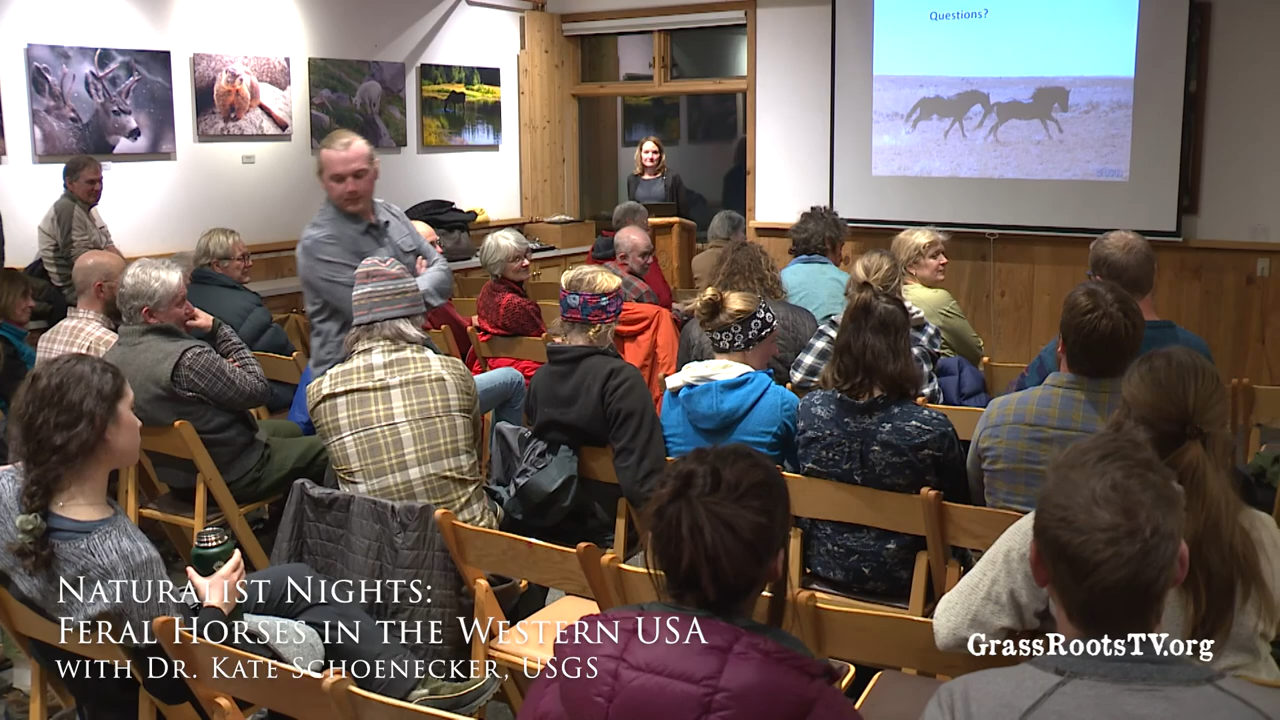 Questions?
Naturalist Nights:
Feral Horses in the Western USA
with Dr. Kate Schoenecker, USGS
GrassRootsTV.org